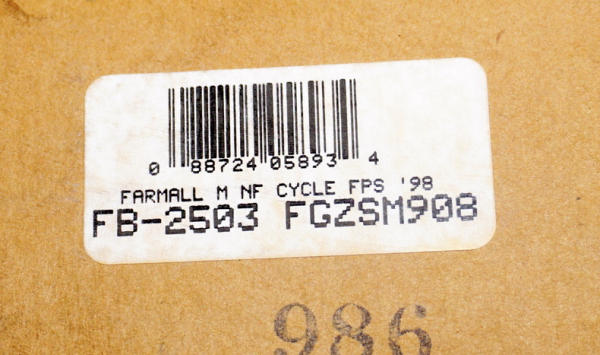 0 88724 05893 4
FARMALL M NF CYCLE FPS '98
FB-2503 FGZSM908
986